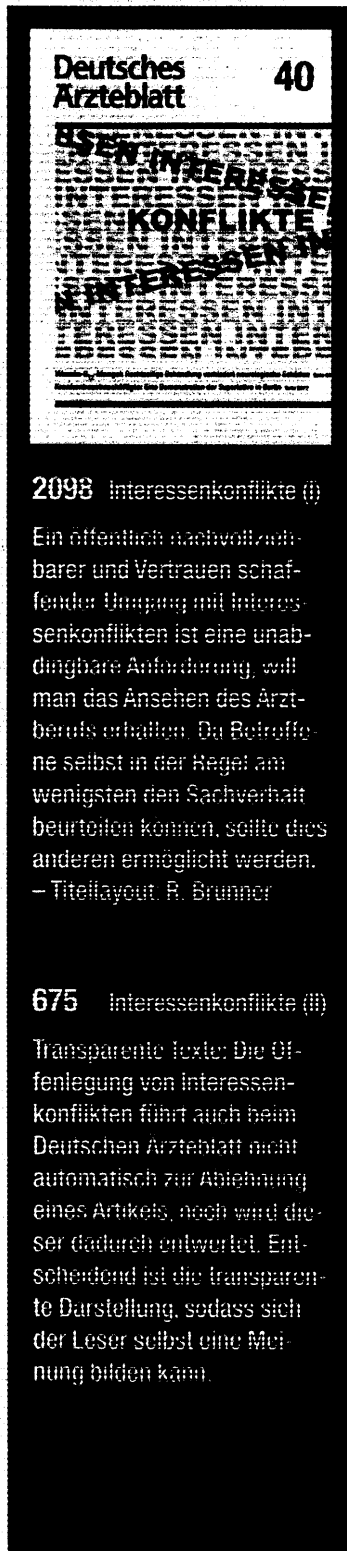 Deutsches
Ärzteblatt
40
KONFLIKTE
2098 Interessenkonflikte (I)
Ein öffentlich nachvollzieh-
barer und Vertrauen schaf-
fender Umgang mit Interes-
senkonflikten ist eine unab-
dingbare Anforderung, will
man das Ansehen des Arzt-
berufs erhalten. Da Betroffe-
ne selbst in der Regel am
wenigsten den Sachverhalt
beurteilen können, sollte dies
anderen ermöglicht werden.
– Titellayout: R. Brunner
675 Interessenkonflikte (II)
Transparente Texte: Die Of-
fenlegung von Interessen-
konflikten führt auch beim
Deutschen Ärzteblatt nicht
automatisch zur Ablehnung
eines Artikels, noch wird die-
ser dadurch entwertet. Ent-
scheidend ist die transparen-
te Darstellung, sodass sich
der Leser selbst eine Mei-
nung bilden kann.